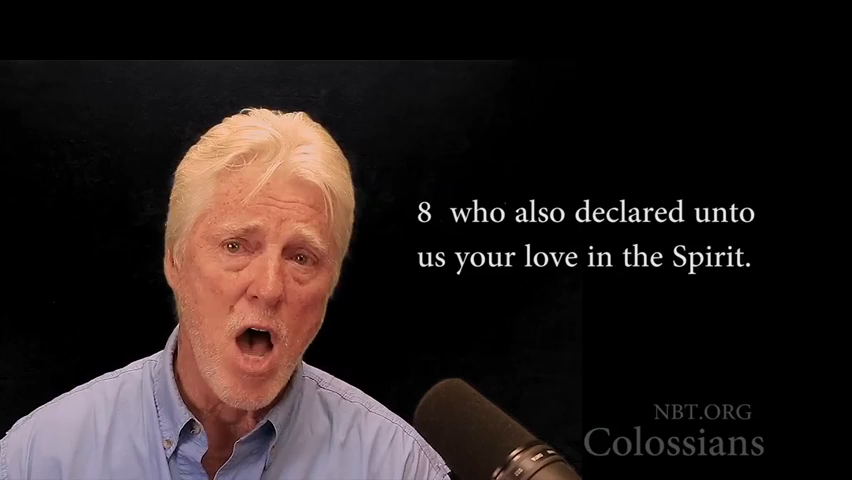 8 who also declared unto
us your love in the Spirit.
NBT.ORG
Colossians